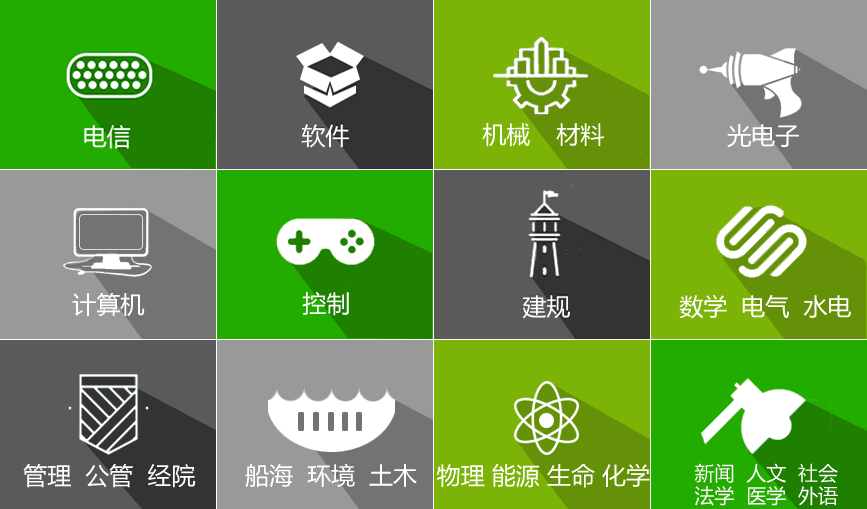 电信
软件
机械 材料
光电子
计算机
控制
建规
数学 电气 水电
管理 公管 经院
船海 环境 土木
物理 能源 生命 化学
新闻 人文 社会
法学 医学 外语